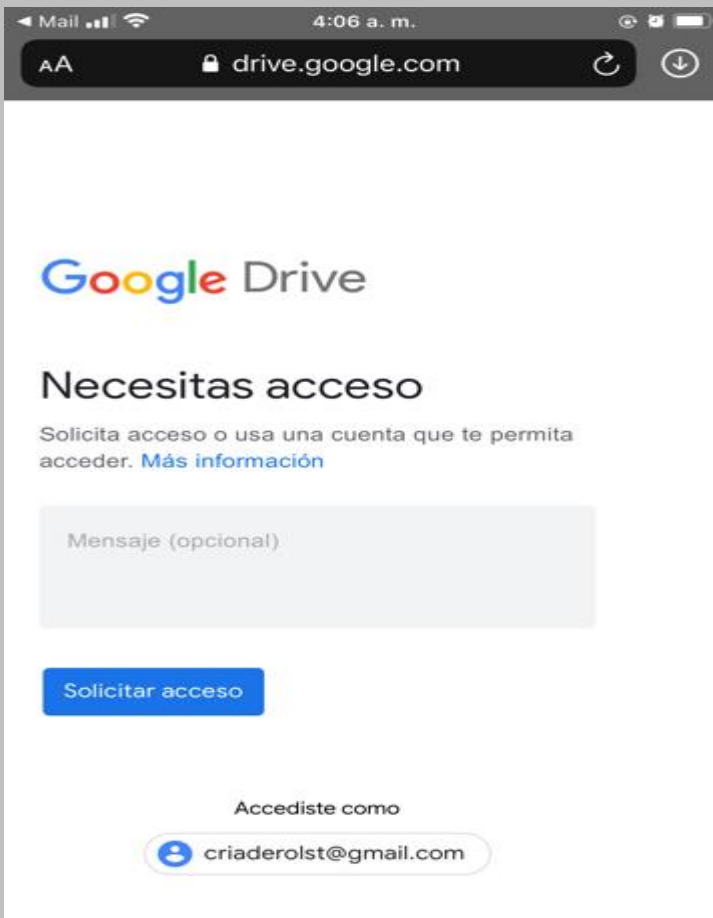 Mail 4:06 a. m.
AA drive.google.com
Google Drive
Necesitas acceso
Solicita acceso o usa una cuenta que te permita
acceder. Más información
Mensaje (opcional)
Solicitar acceso
Accediste como
criaderolst@gmail.com